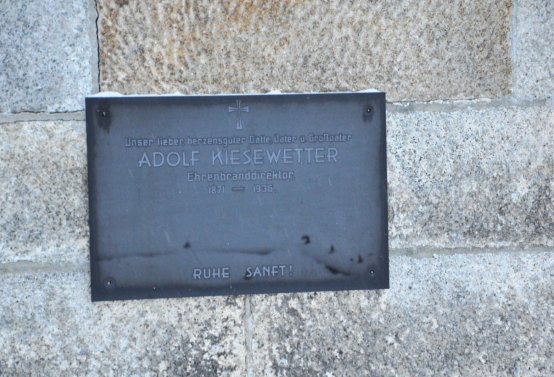 Unser lieber herzensguter Gatte Vater u Großvater
ADOLF KIESEWETTER
Ehrenbranddirektor
1871 — 1936
RUHE SANFT!